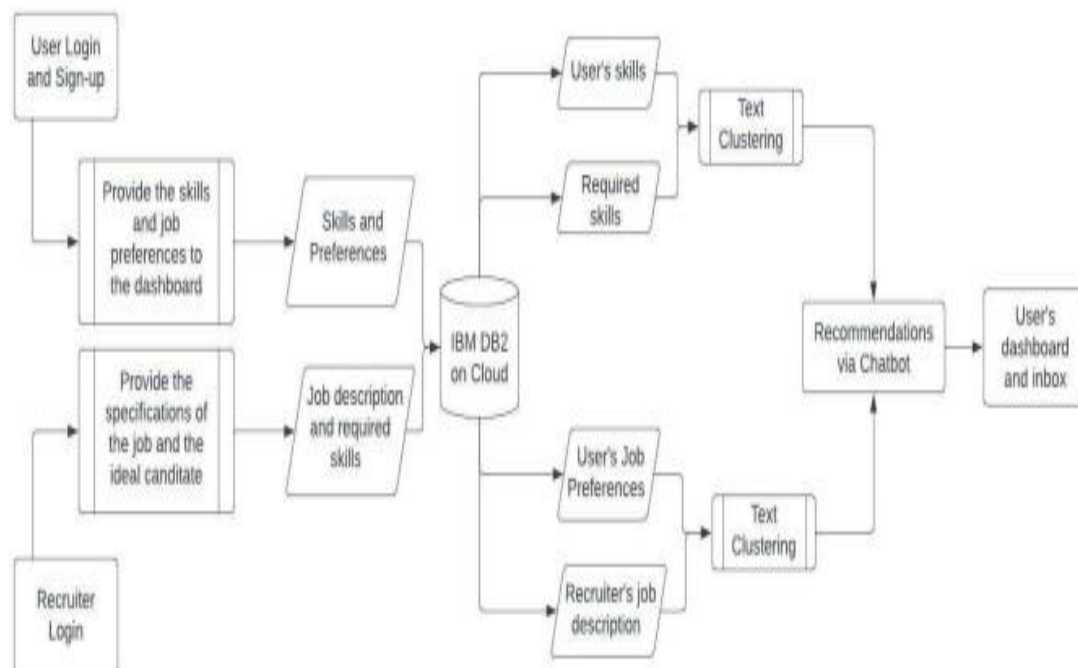 User Login
and Sign-up
Provide the skills
and job
preferences to
the dashboard
Skills and
Preferences
Provide the
specifications of
the job and the
ideal canditate
Job description
and required
skills
Recruiter
Login
IBM DB2
on Cloud
User's skills
Required
skills
Text
Clustering
User's Job
Preferences
Recruiter's job
description
Text
Clustering
Recommendations
via Chatbot
User's
dashboard
and inbox